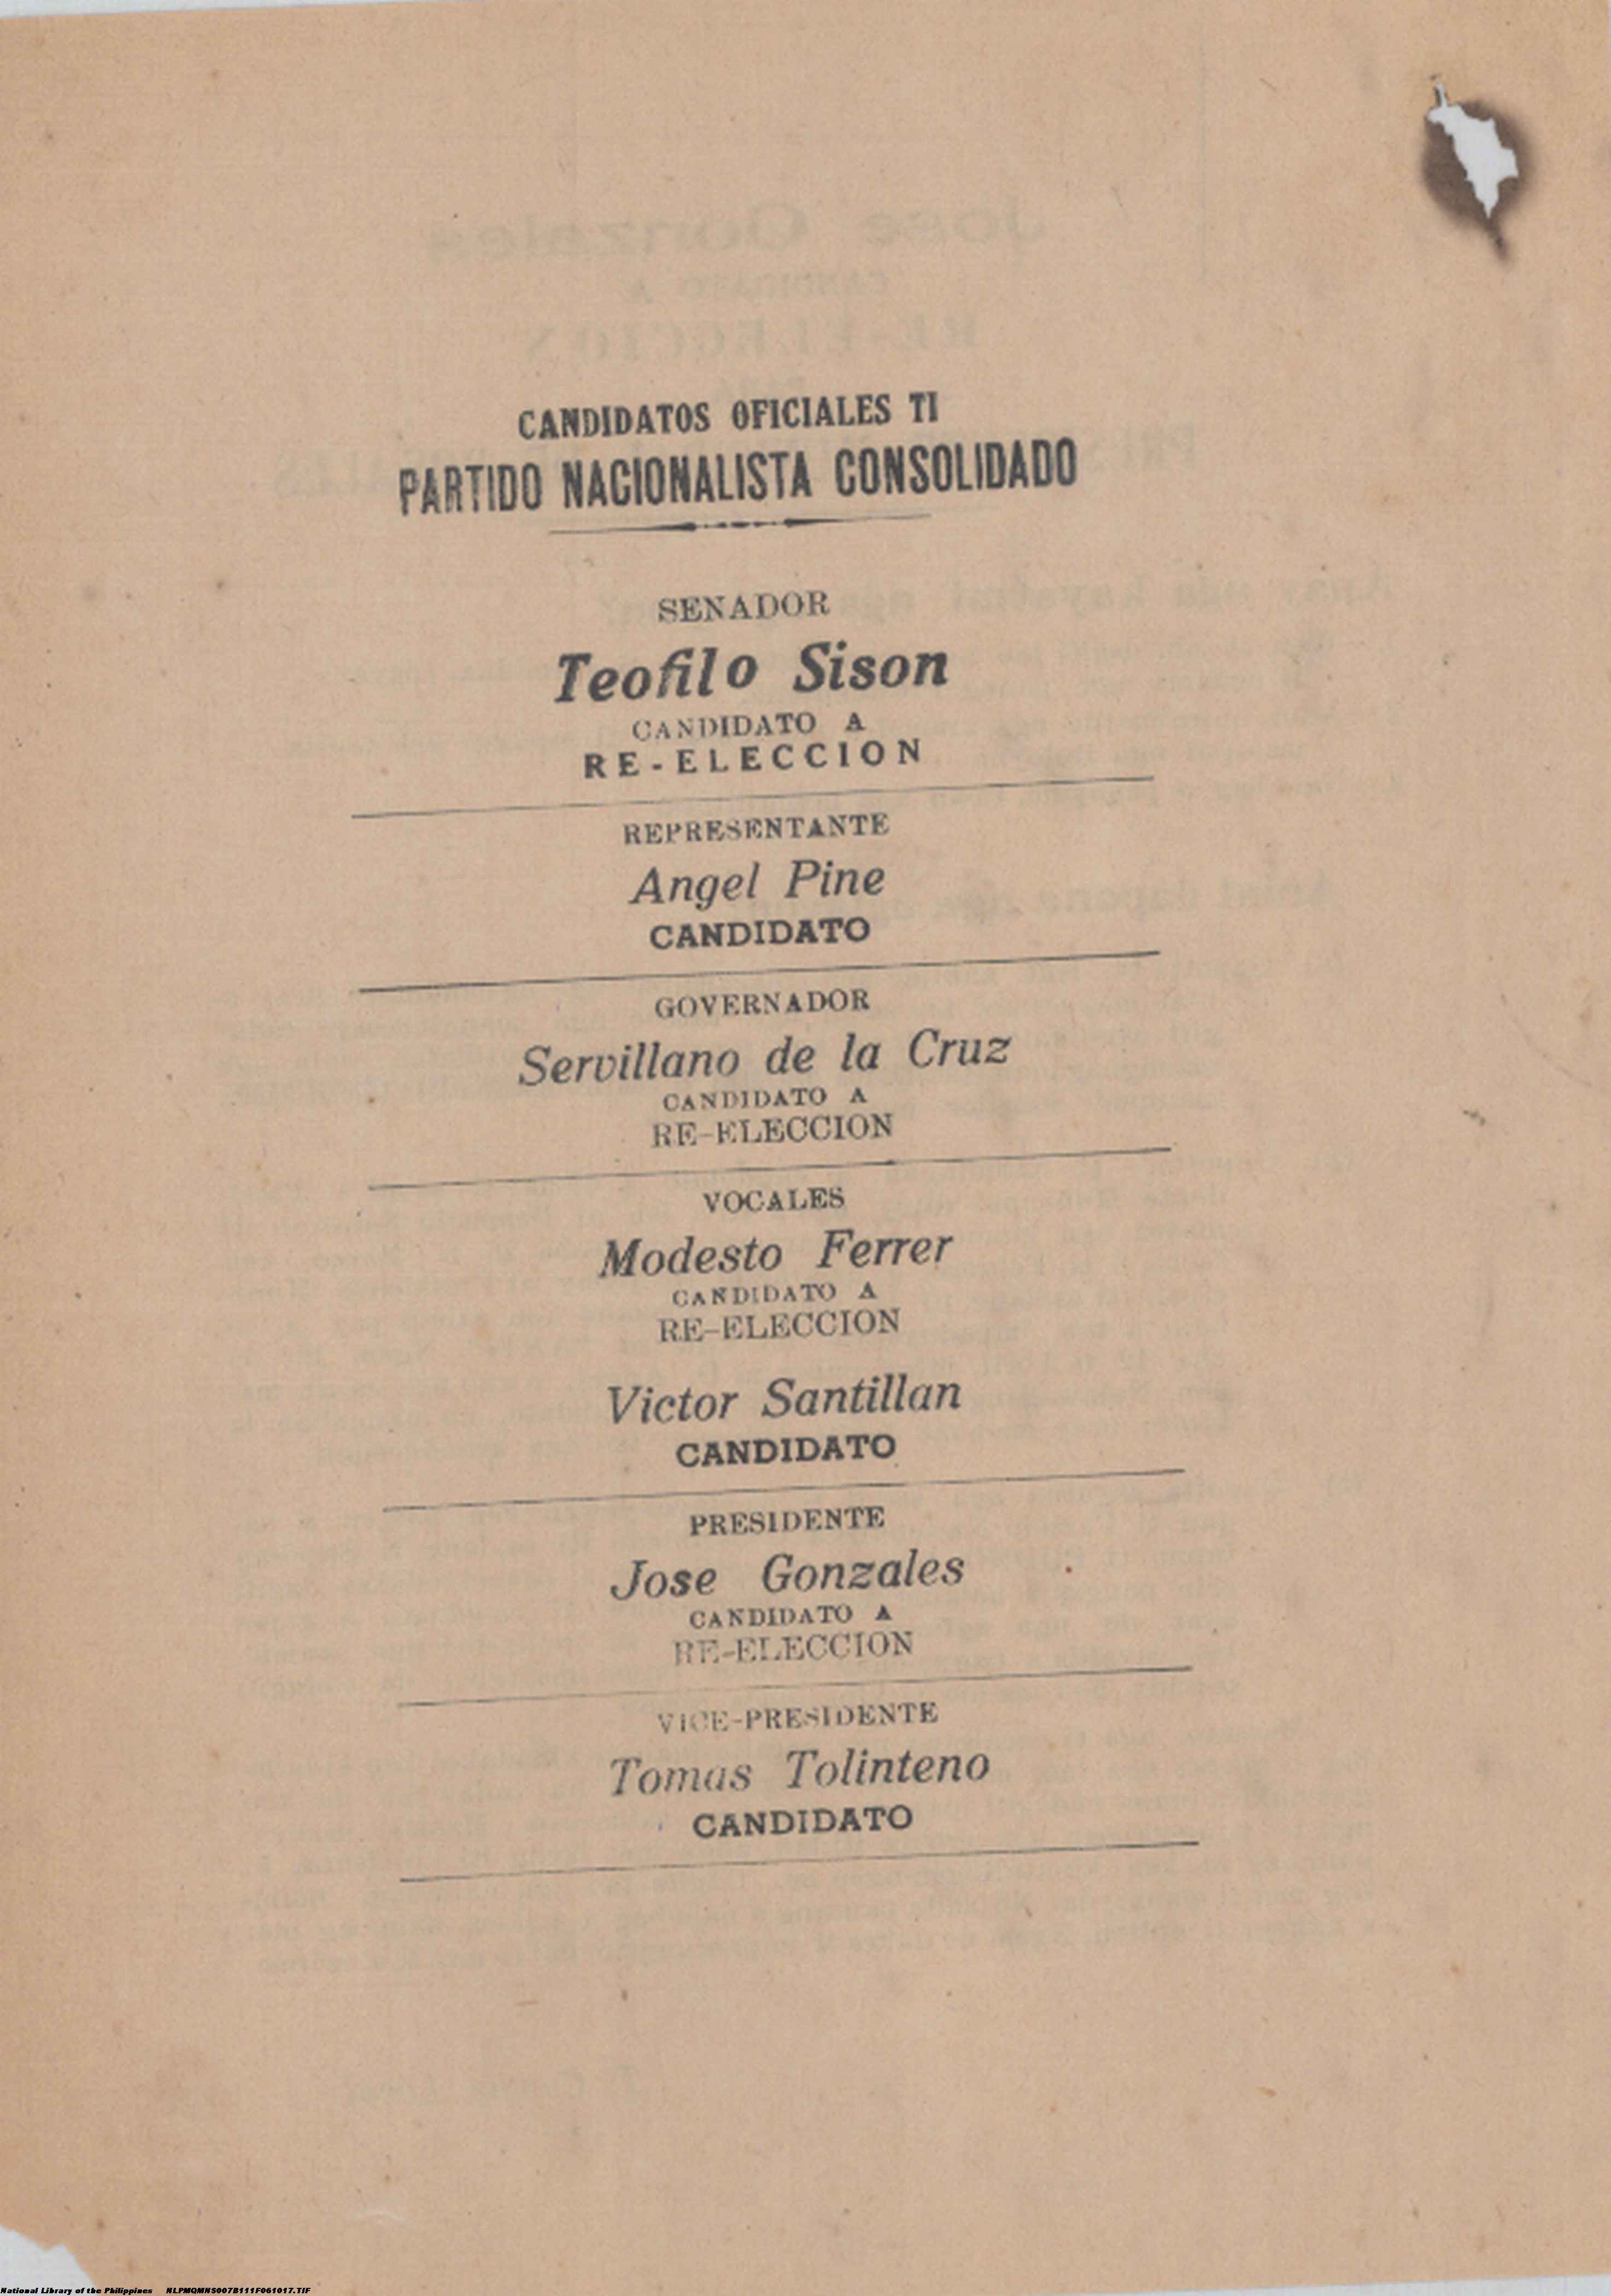 CANDIDATOS OFICIALES TI
PARTIDO NACIONALISTA CONSOLIDADO
SENADOR
Teofilo Sison
CANDIDATO A
RE-ELECCION
REPRESENTANTE
Angel Pine
CANDIDATO
GOVERNADOR
Servillano de la Cruz
CANDIDATO A
RE-ELECCION
VOCALES
Modesto Ferrer
CANDIDATO A
RE-ELECCION
Victor Santillan
CANDIDATO
PRESIDENTE
Jose Gonzales
CANDIDATO A
RE-ELECCION
VICE-PRESIDENTE
Tomas Tolinteno
CANDIDATO
National Library of the Philippines NLPMQMNS007B111F061017.TIF